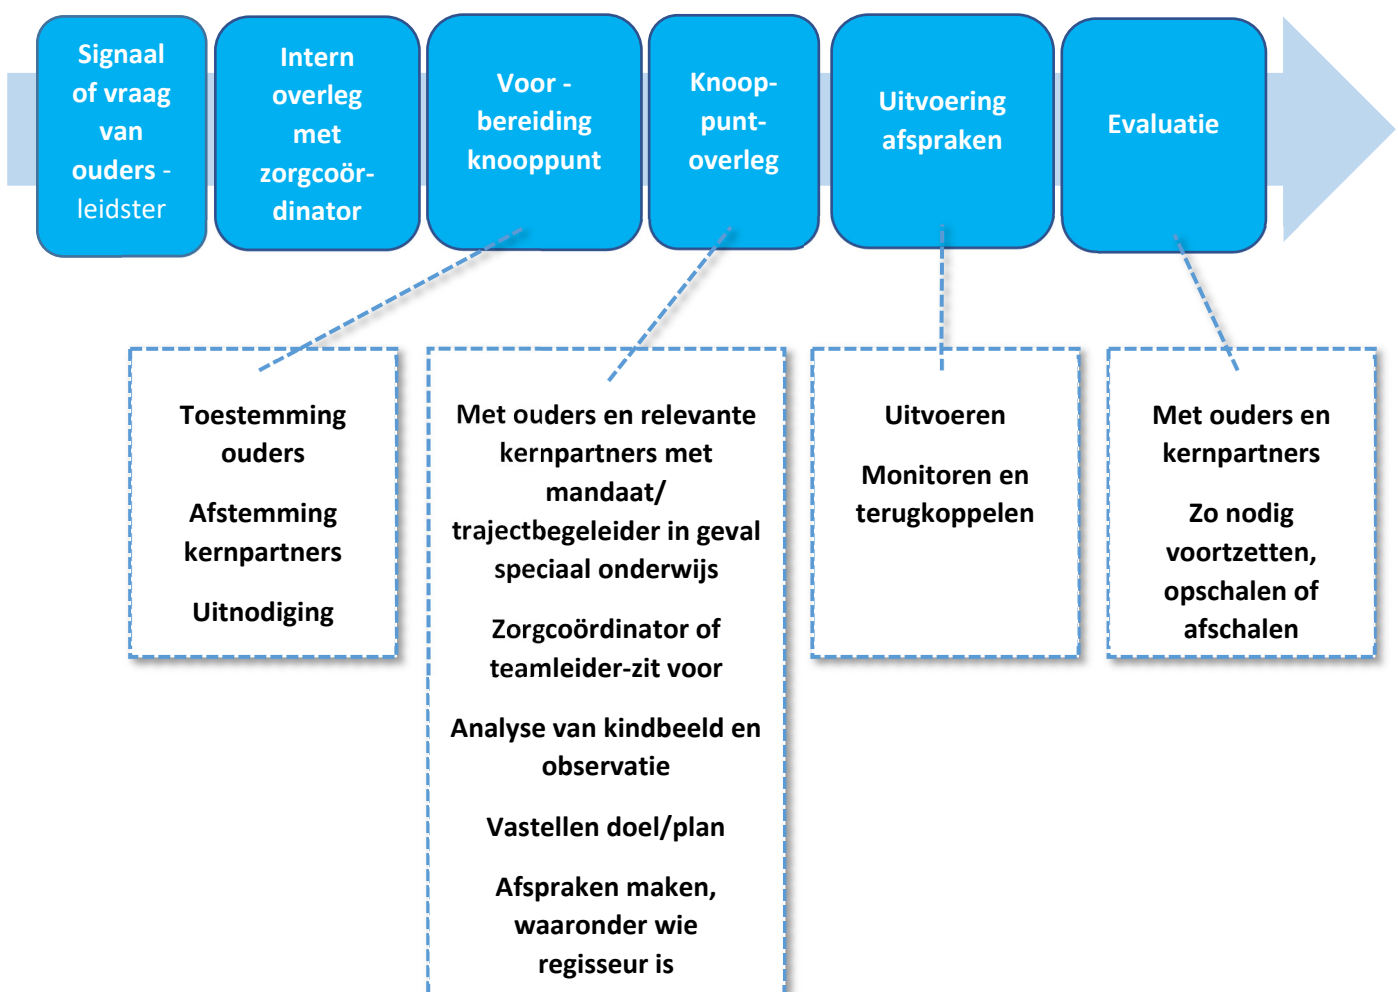 Signaal
of vraag
van
ouders -
leidster
Intern
overleg
met
zorgcoör-
dinator
Voor -
bereiding
knooppunt
Knoop-
punt-
overleg
Uitvoering
afspraken
Evaluatie
Toestemming
ouders
Afstemming
kernpartners
Uitnodiging
Met ouders en relevante
kernpartners met
mandaat/
trajectbegeleider in geval
speciaal onderwijs
Zorgcoördinator of
teamleider-zit voor
Analyse van kindbeeld en
observatie
Vastellen doel/plan
Afspraken maken,
waaronder wie
regisseur is
Uitvoeren
Monitoren en
terugkoppelen
Met ouders en
kernpartners
Zo nodig
voortzetten,
opschalen of
afschalen